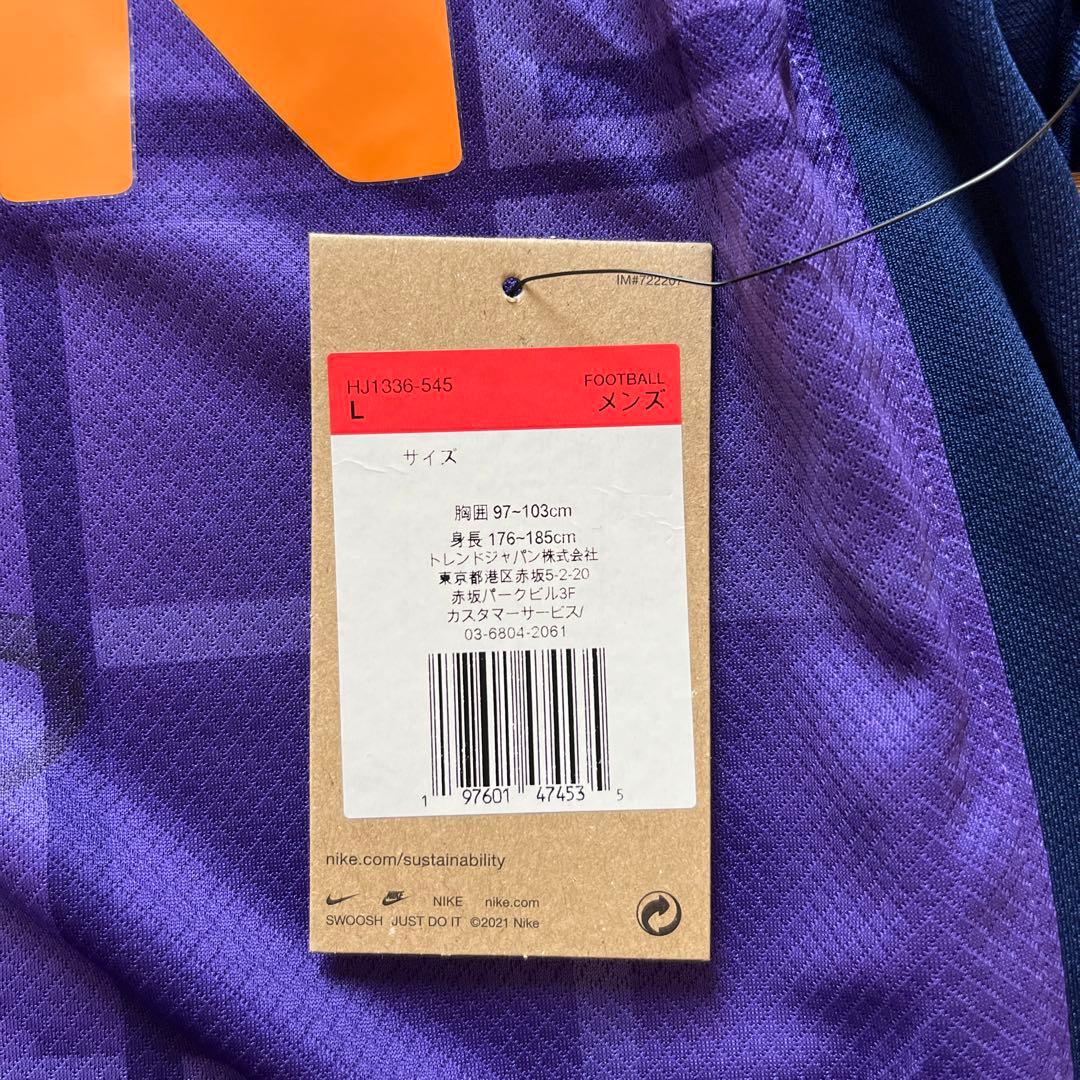 IM#722207
HJ1336-545
FOOTBALL
L
メンズ
サイズ
胸囲 97~103cm
身長 176~185cm
トレンドジャパン株式会社
東京都港区赤坂5-2-20
赤坂パークビル3F
カスタマーサービス/
03-6804-2061
1 97601 47453 5
nike.com/sustainability
NIKE nike.com
SWOOSH JUST DO IT ©2021 Nike